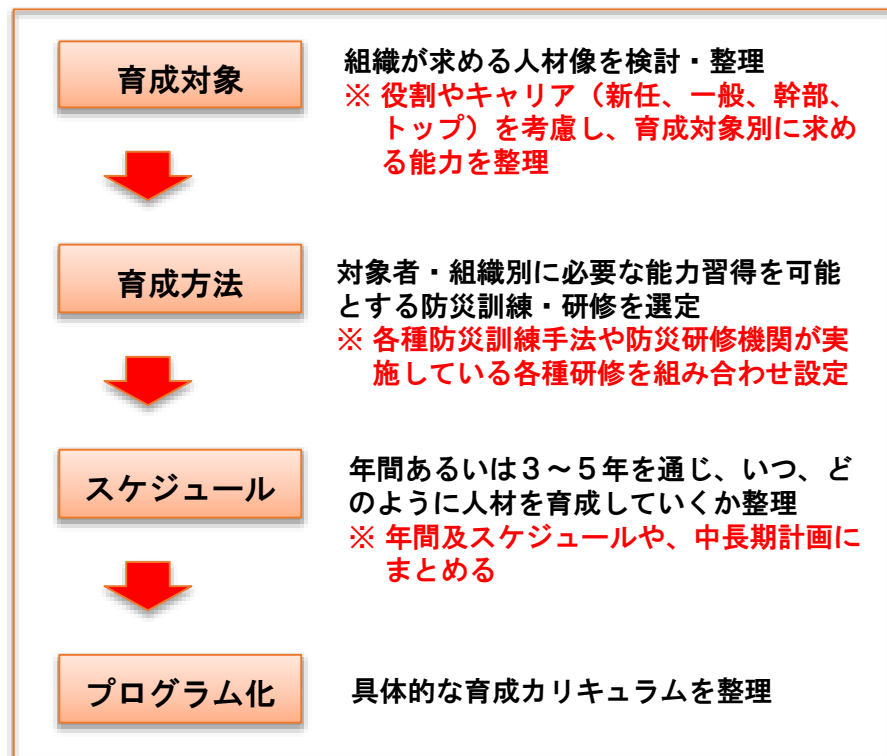 育成対象
組織が求める人材像を検討・整理
※ 役割やキャリア（新任、一般、幹部、
トップ）を考慮し、育成対象別に求め
る能力を整理
育成方法
対象者・組織別に必要な能力習得を可能
とする防災訓練・研修を選定
※ 各種防災訓練手法や防災研修機関が実
施している各種研修を組み合わせ設定
スケジュール
年間あるいは３～５年を通じ、いつ、ど
のように人材を育成していくか整理
※ 年間及スケジュールや、中長期計画に
まとめる
プログラム化
具体的な育成カリキュラムを整理